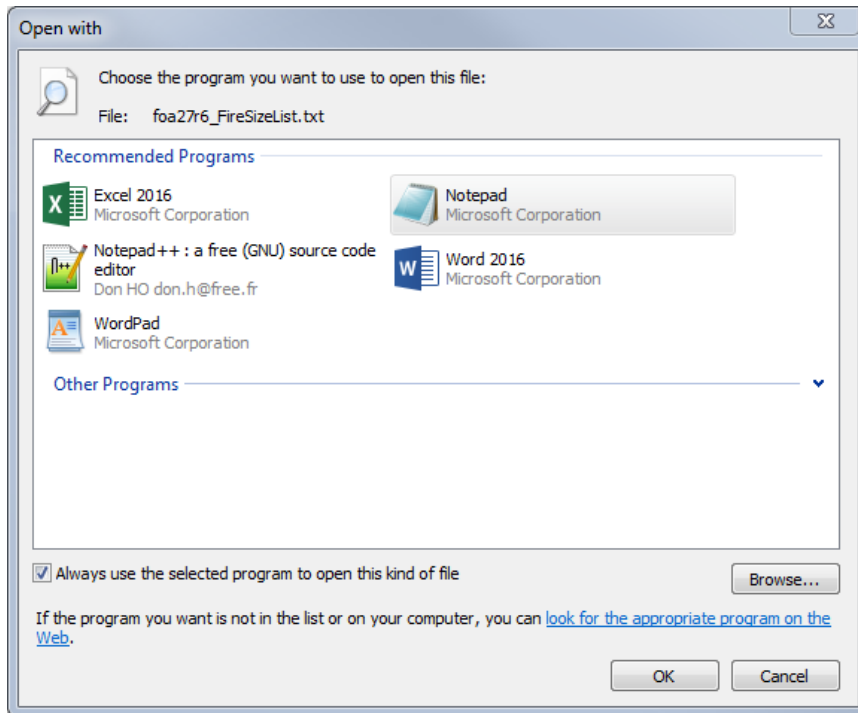 Open with
Choose the program you want to use to open this file:
File: foa27r6_FireSizeList.txt
Recommended Programs
Excel 2016
Microsoft Corporation
Notepad
Microsoft Corporation
Notepad++ : a free (GNU) source code
editor
Don HO don.h@free.fr
Word 2016
Microsoft Corporation
WordPad
Microsoft Corporation
Other Programs
Always use the selected program to open this kind of file
Browse...
If the program you want is not in the list or on your computer, you can look for the appropriate program on the
Web.
OK
Cancel